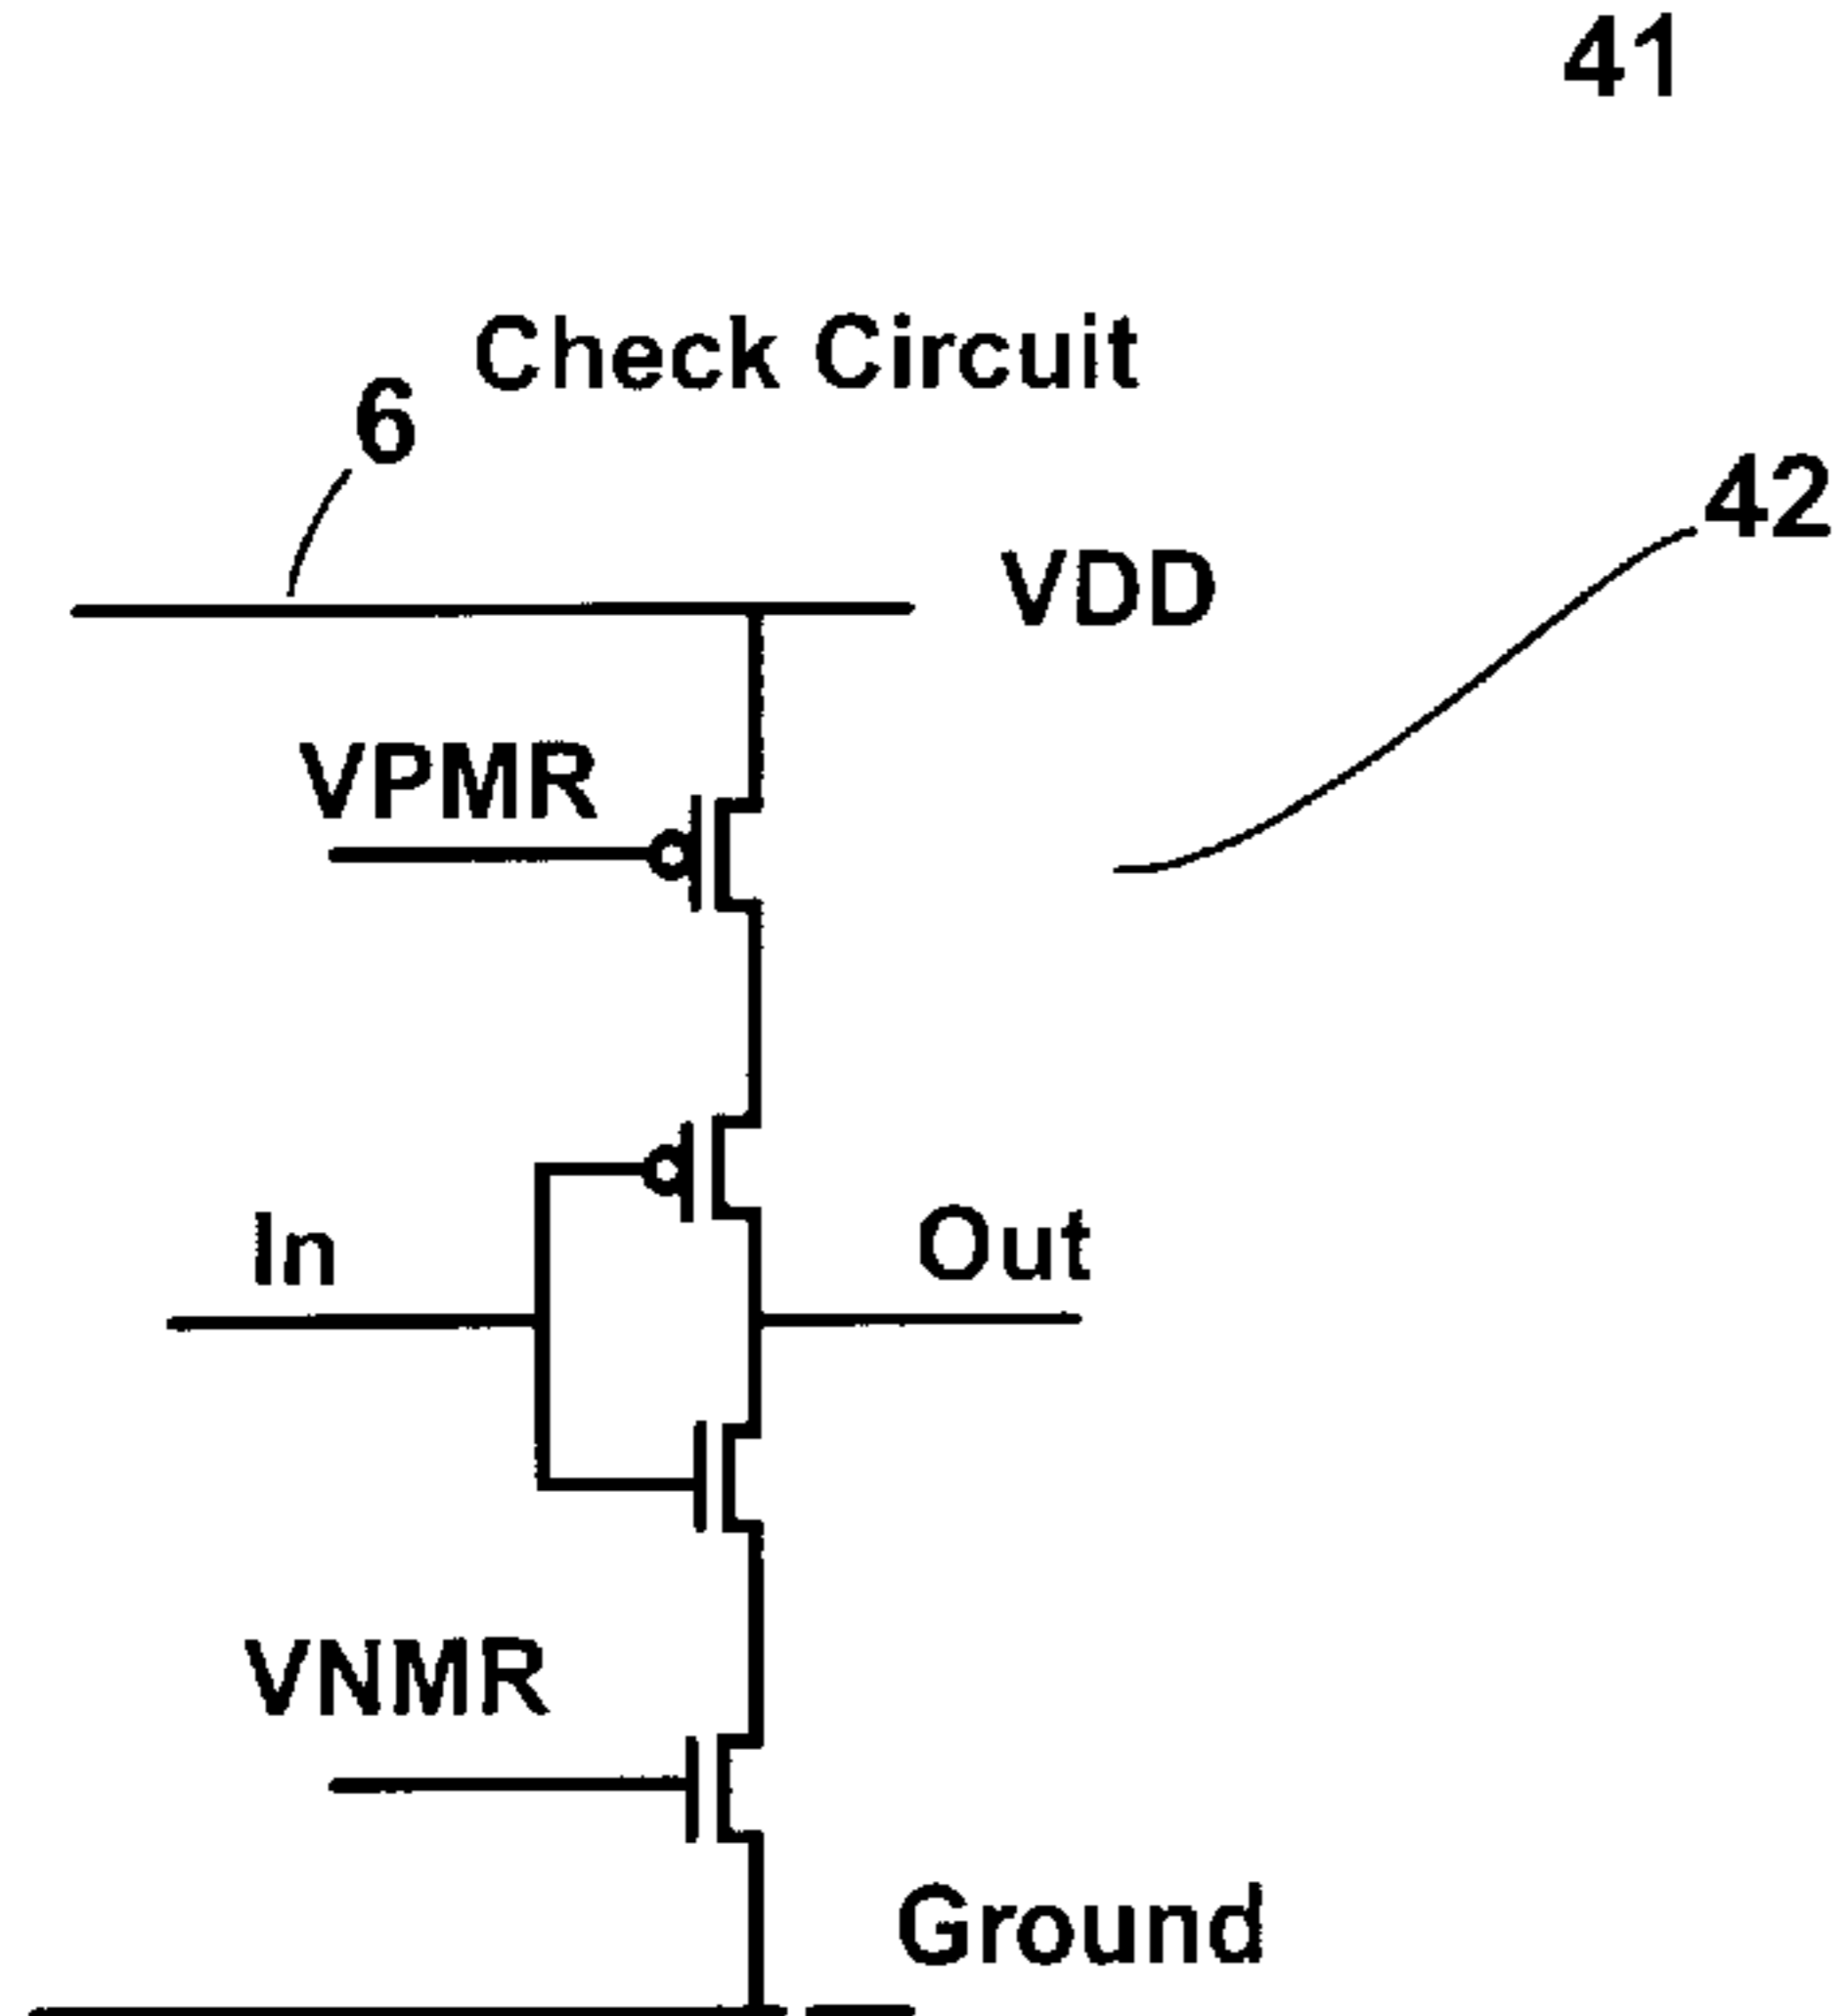 41
Check Circuit
6
42
VDD
VPMR
In
Out
VNMR
Ground